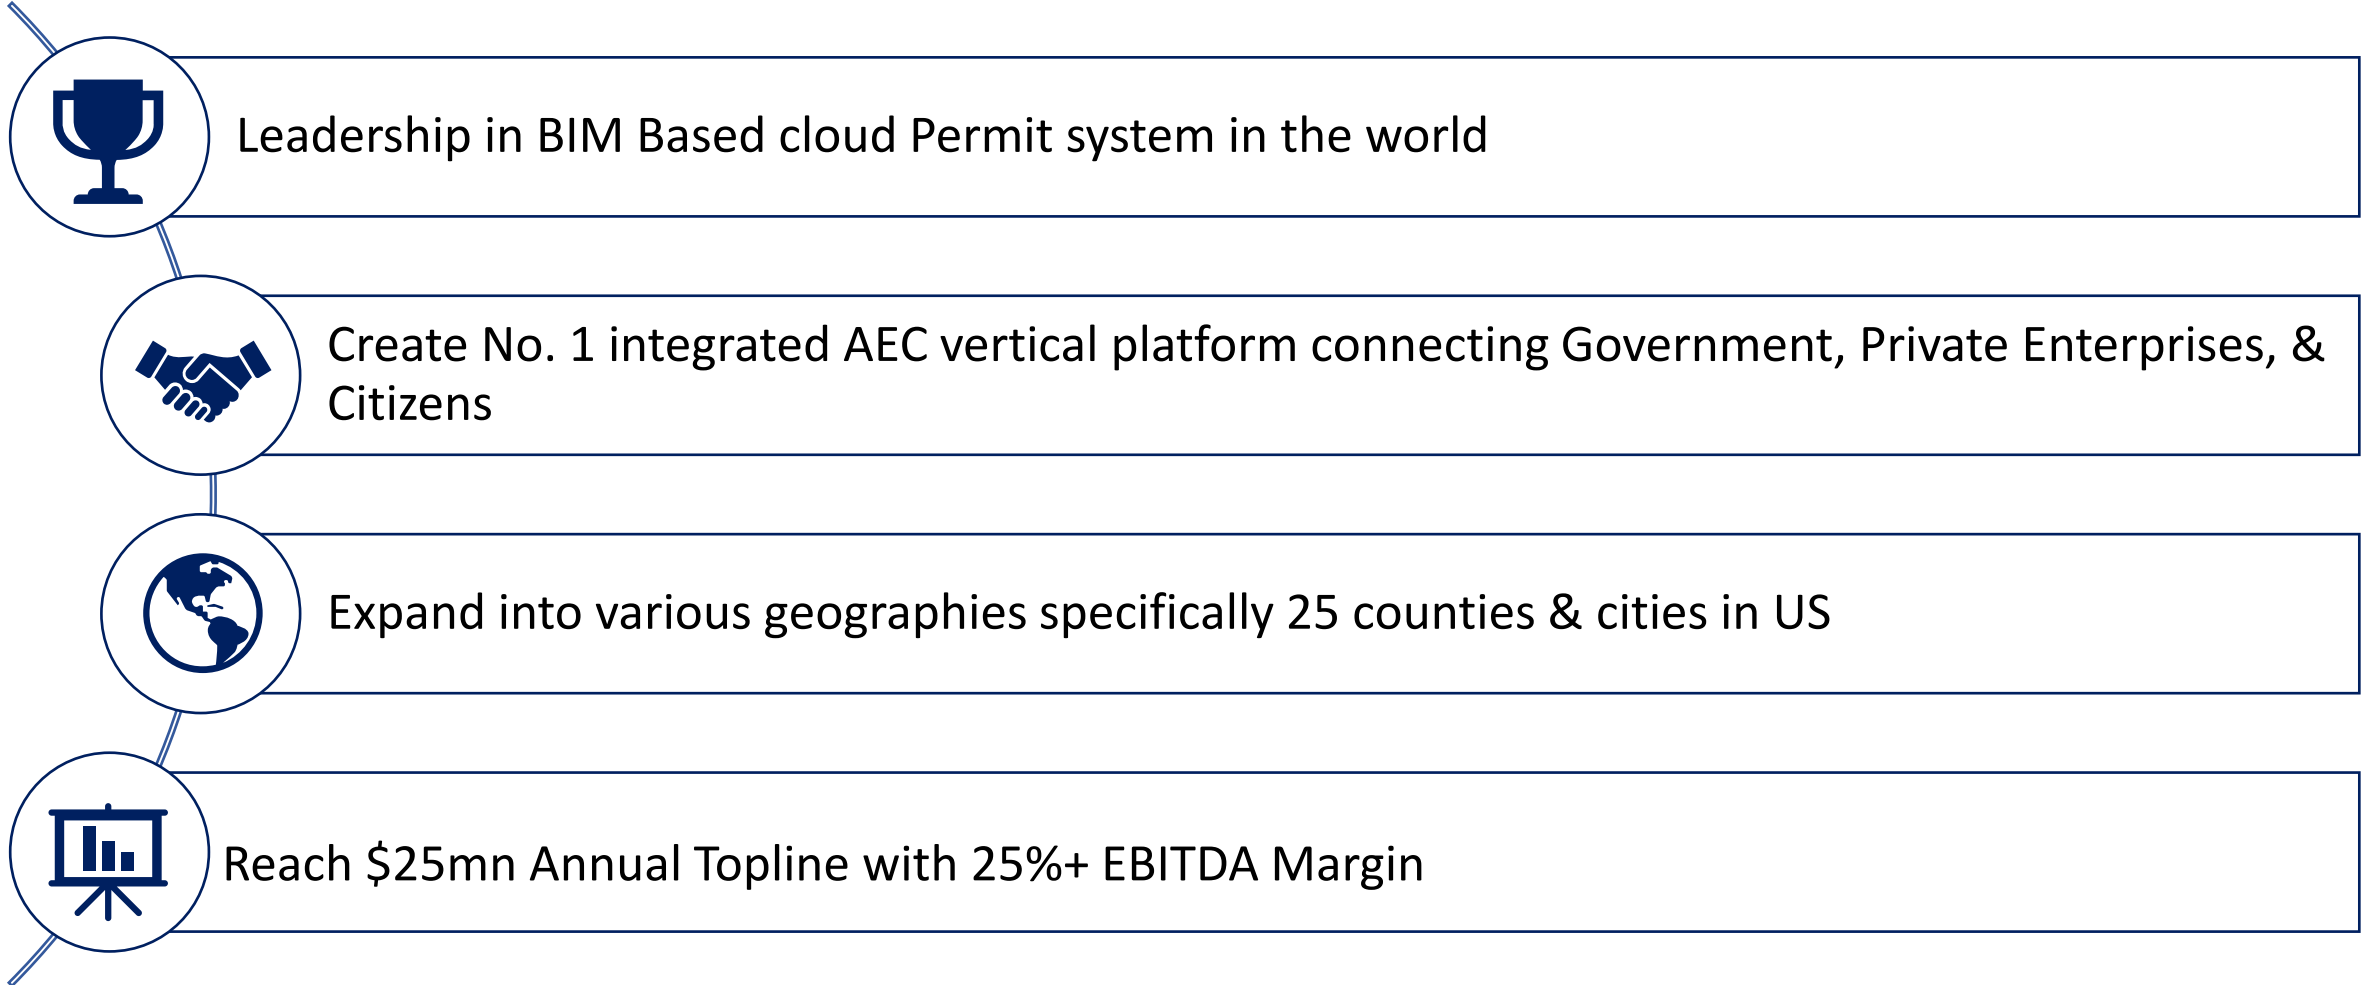 Leadership in BIM Based cloud Permit system in the world
Create No. 1 integrated AEC vertical platform connecting Government, Private Enterprises, &
Citizens
Expand into various geographies specifically 25 counties & cities in US
Reach $25mn Annual Topline with 25%+ EBITDA Margin